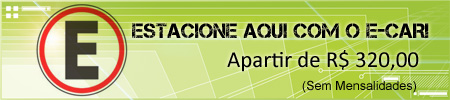 E
ESTACIONE AQUI COM O E-CAR!
Apartir de R$ 320,00
(Sem Mensalidades)